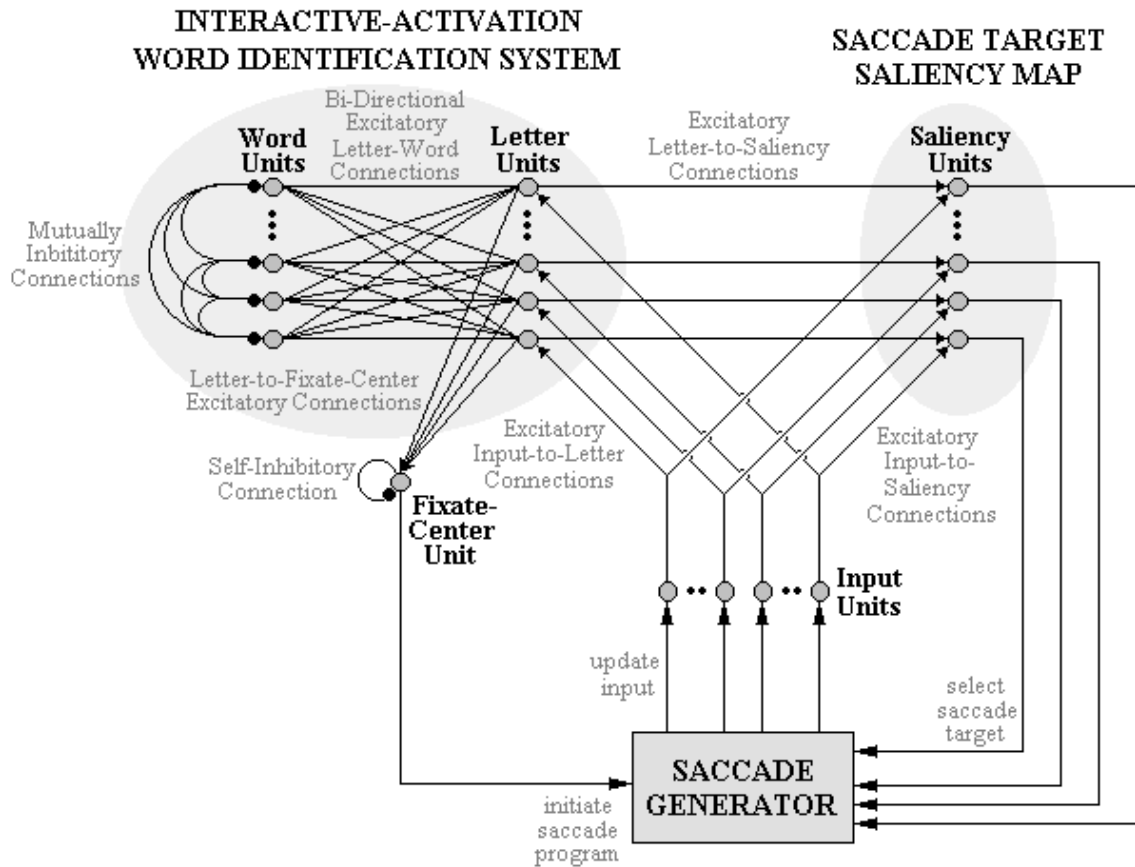 INTERACTIVE-ACTIVATION
WORD IDENTIFICATION SYSTEM
SACCADE TARGET
SALIENCY MAP
Bi-Directional
Excitatory
Letter-Word
Connections
Word
Units
Letter
Units
Excitatory
Letter-to-Saliency
Connections
Saliency
Units
Mutually
Inbititory
Connections
Letter-to-Fixate-Center
Excitatory Connections
Self-Inhibitory
Connection
Fixate-
Center
Unit
Excitatory
Input-to-Letter
Connections
Excitatory
Input-to-
Saliency
Connections
Input
Units
update
input
select
saccade
target
SACCADE
GENERATOR
initiate
saccade
program